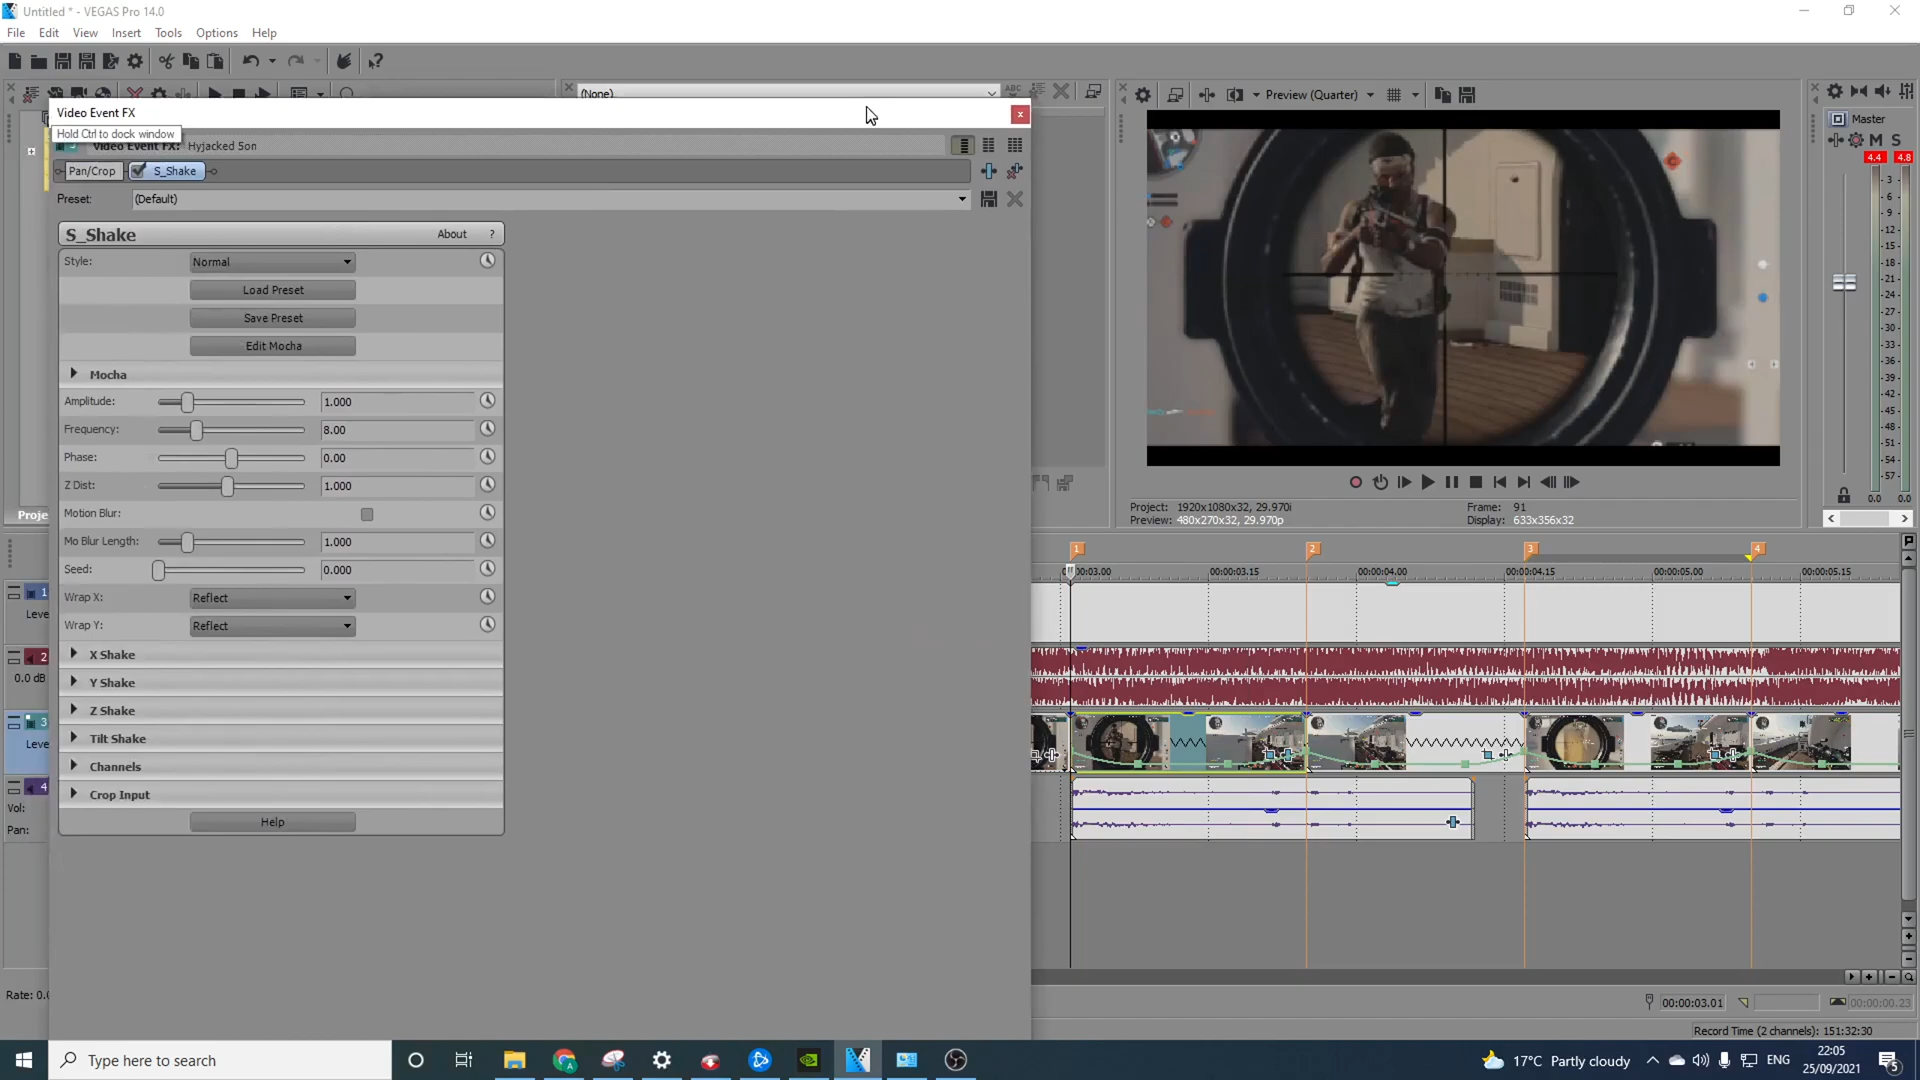 Untitled * - VEGAS Pro 14.0
File Edit View Insert Tools Options Help
(None)
Preview (Quarter)
Master
M S
4.4 4.8
Video Event FX
Hold Ctrl to dock window
Video Event FX: Hyjacked 5on
Pan/Crop S_Shake
Preset: (Default)
S_Shake About ?
Style: Normal
Load Preset
Save Preset
Edit Mocha
Mocha
Amplitude: 1.000
Frequency: 8.00
Phase: 0.00
Z Dist: 1.000
Motion Blur:
Mo Blur Length: 1.000
Seed: 0.000
Wrap X: Reflect
Wrap Y: Reflect
X Shake
Y Shake
Z Shake
Tilt Shake
Channels
Crop Input
Help
- 3 -
- 6 -
- 9 -
-12-
-15-
-18-
-21-
-24-
-27-
-30-
-33-
-36-
-39-
-42-
-45-
-48-
-51-
-54-
-57-
0.0 0.0
Project: 1920x1080x32, 29.970i
Preview: 480x270x32, 29.970p
Frame: 91
Display: 633x356x32
Proje
1 2 3 4
00:00:03.00 00:00:03.15 00:00:04.00 00:00:04.15 00:00:05.00 00:00:05.15
1
Leve
2
0.0 dB
3
Leve
4
Vol:
Pan:
Rate: 0.0
00:00:03.01 00:00:00.23
Record Time (2 channels): 151:32:30
Type here to search
17°C Partly cloudy
ENG
22:05
25/09/2021
5